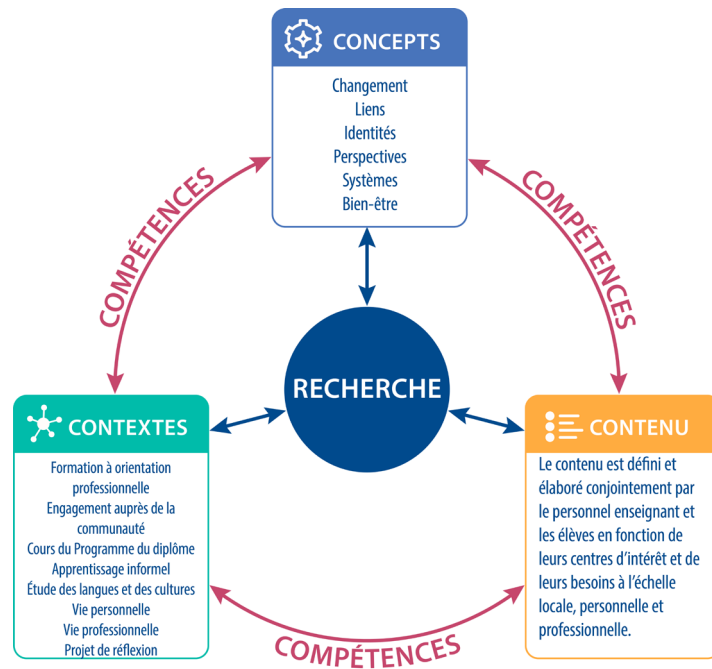 CONCEPTS
Changement
Liens
Identités
Perspectives
Systèmes
Bien-être
COMPÉTENCES
COMPÉTENCES
RECHERCHE
CONTEXTES
Formation à orientation
professionnelle
Engagement auprès de la
communauté
Cours du Programme du diplôme
Apprentissage informel
Étude des langues et des cultures
Vie personnelle
Vie professionnelle
Projet de réflexion
CONTENU
Le contenu est défini et
élaboré conjointement par
le personnel enseignant et
les élèves en fonction de
leurs centres d’intérêt et de
leurs besoins à l’échelle
locale, personnelle et
professionnelle.
COMPÉTENCES